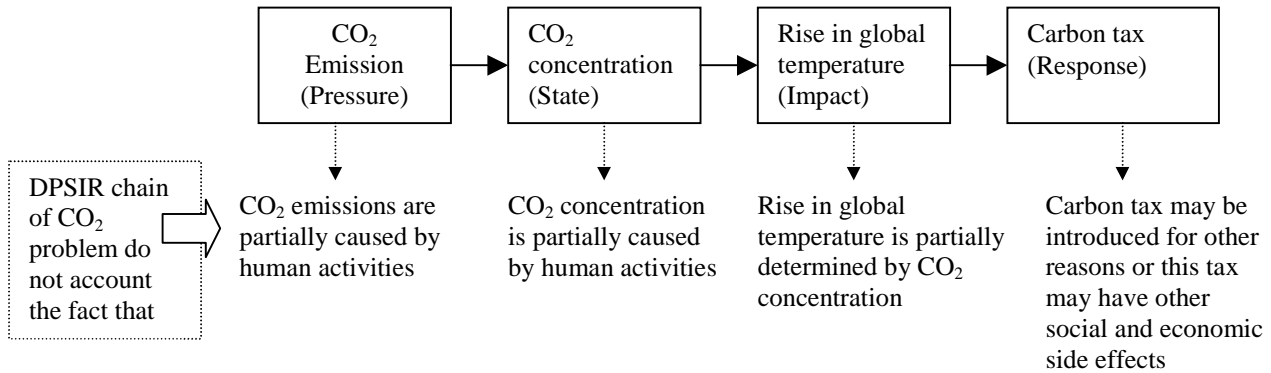 CO₂
Emission
(Pressure)
CO₂
concentration
(State)
Rise in global
temperature
(Impact)
Carbon tax
(Response)
DPSIR chain
of CO₂
problem do
not account
the fact that
CO₂ emissions are
partially caused by
human activities
CO₂ concentration
is partially caused
by human activities
Rise in global
temperature is partially
determined by CO₂
concentration
Carbon tax may be
introduced for other
reasons or this tax
may have other
social and economic
side effects